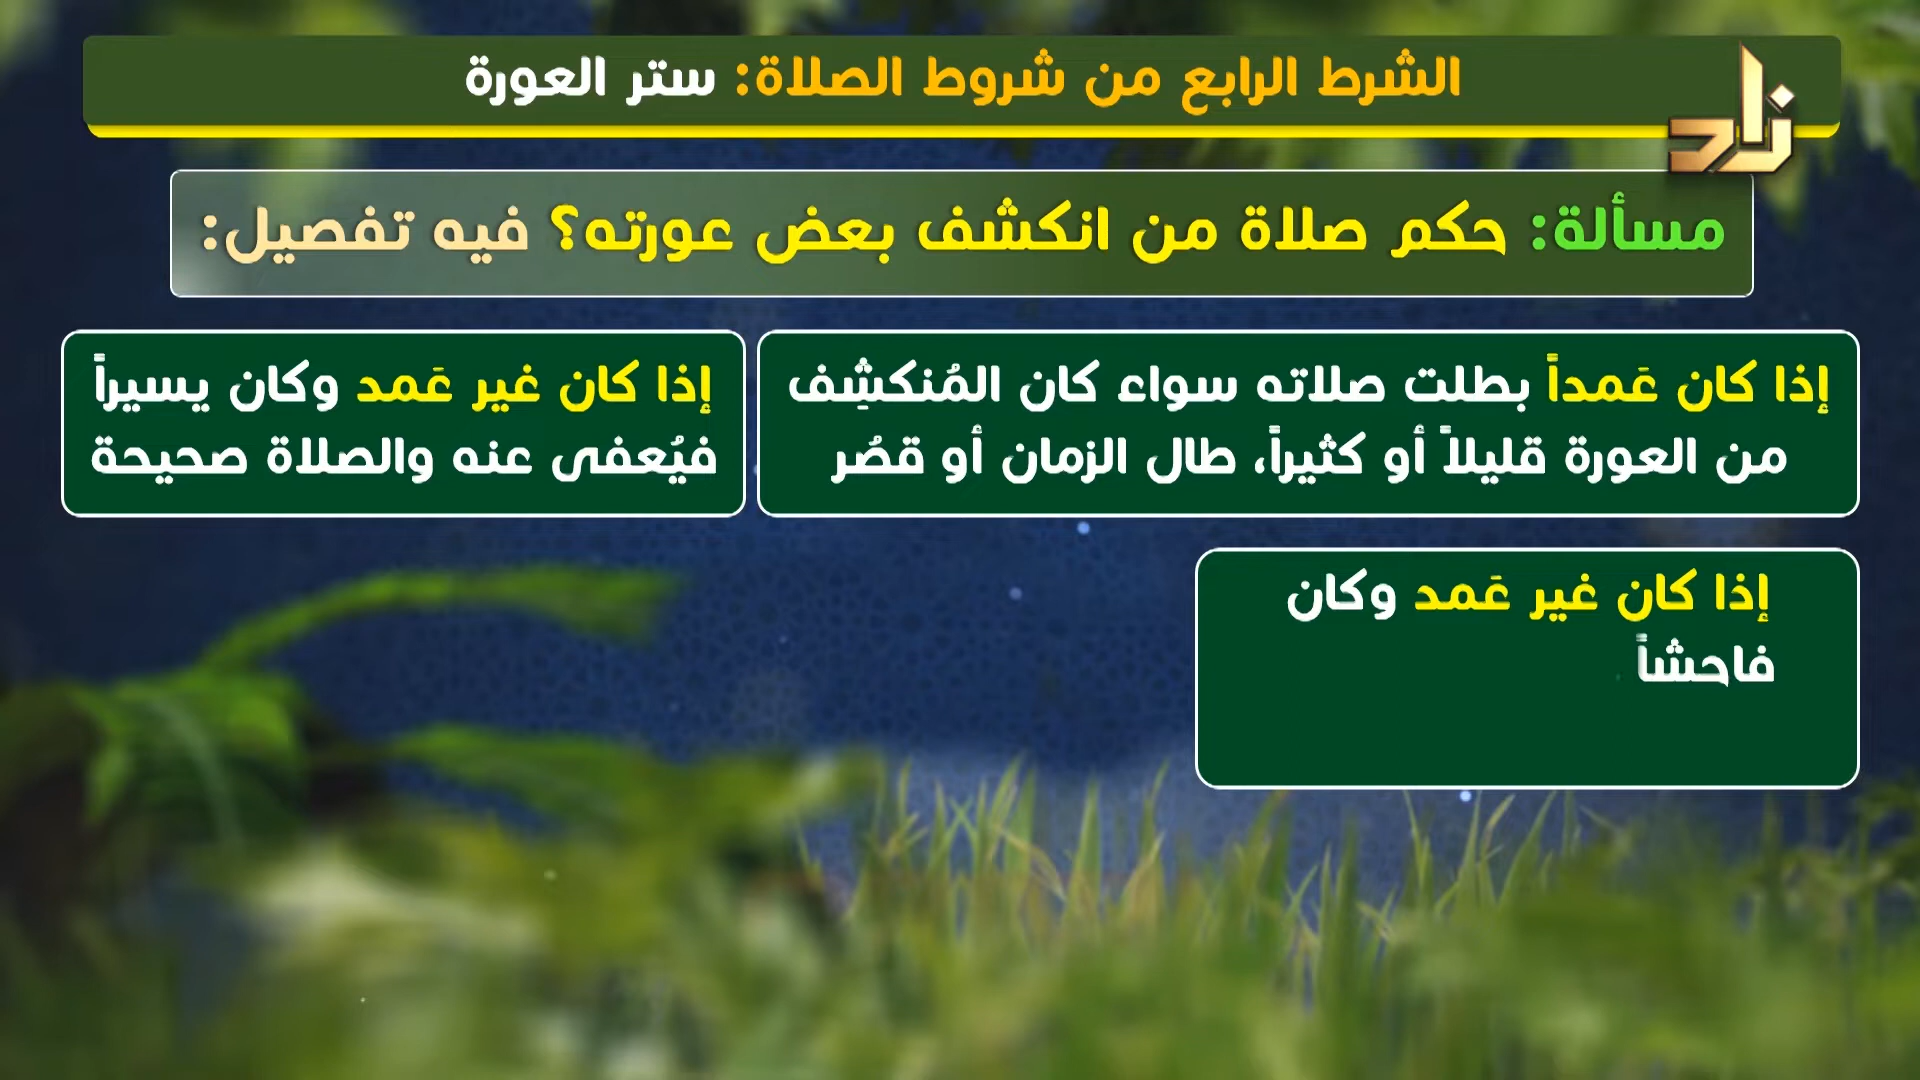 الشرط الرابع من شروط الصلاة: ستر العورة
زاد
مسألة: حكم صلاة من انكشف بعض عورته؟ فيه تفصيل:
إذا كان عَمداً بطلت صلاته سواء كان المُنكشِف
من العورة قليلاً أو كثيراً، طال الزمان أو قصُر
إذا كان غير عَمد وكان يسيراً
فيُعفى عنه والصلاة صحيحة
إذا كان غير عَمد وكان
فاحشاً